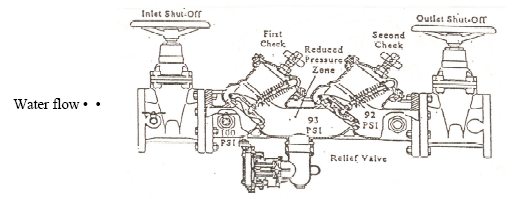 Inlet Shut-Off
Outlet Shut-Off
First
Check
Second
Check
Reduced
Pressure
Zone
Water flow • •
100
PSI
93
PSI
92
PSI
Relief Valve